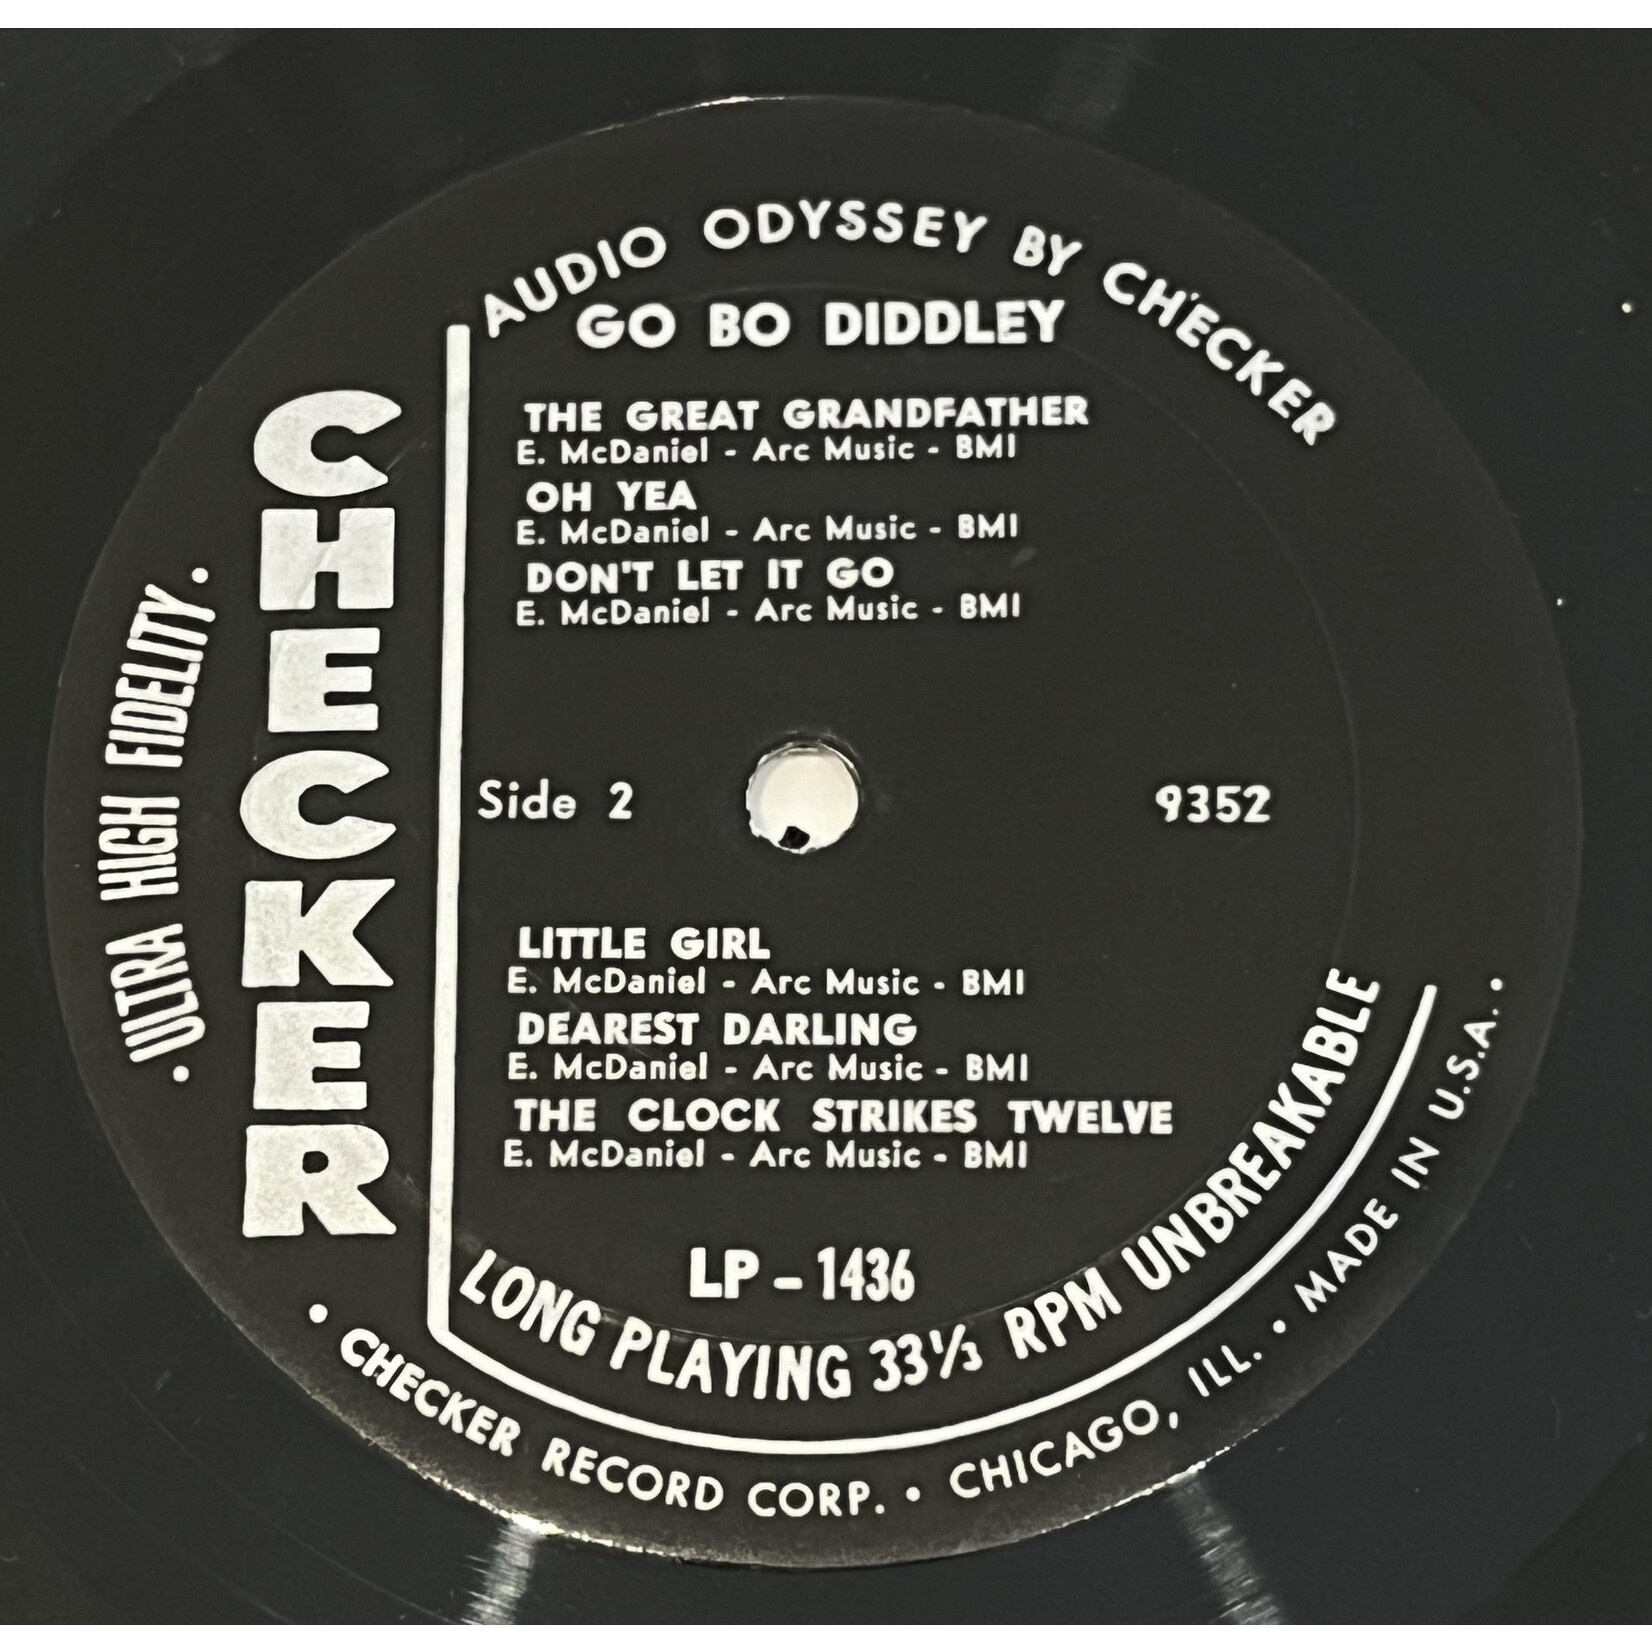 AUDIO ODYSSEY BY CHECKER
GO BO DIDDLEY
THE GREAT GRANDFATHER
E. McDaniel - Arc Music - BMI
OH YEA
E. McDaniel - Arc Music - BMI
DON'T LET IT GO
E. McDaniel - Arc Music - BMI
CHECKER
• ULTRA HIGH FIDELITY •
Side 2
9352
LITTLE GIRL
E. McDaniel - Arc Music - BMI
DEAREST DARLING
E. McDaniel - Arc Music - BMI
THE CLOCK STRIKES TWELVE
E. McDaniel - Arc Music - BMI
LP - 1436
LONG PLAYING 33⅓ RPM UNBREAKABLE
• CHECKER RECORD CORP. • CHICAGO, ILL. • MADE IN U.S.A. •